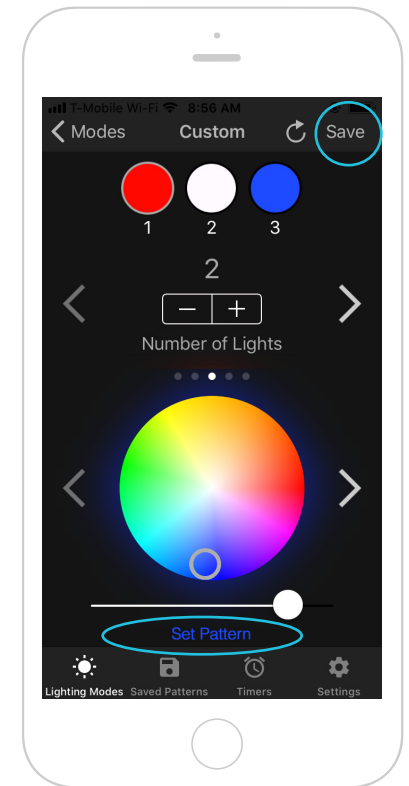 T-Mobile Wi-Fi 8:56 AM
Modes Custom Save
1 2 3
2
− +
Number of Lights
Set Pattern
Lighting Modes Saved Patterns Timers Settings